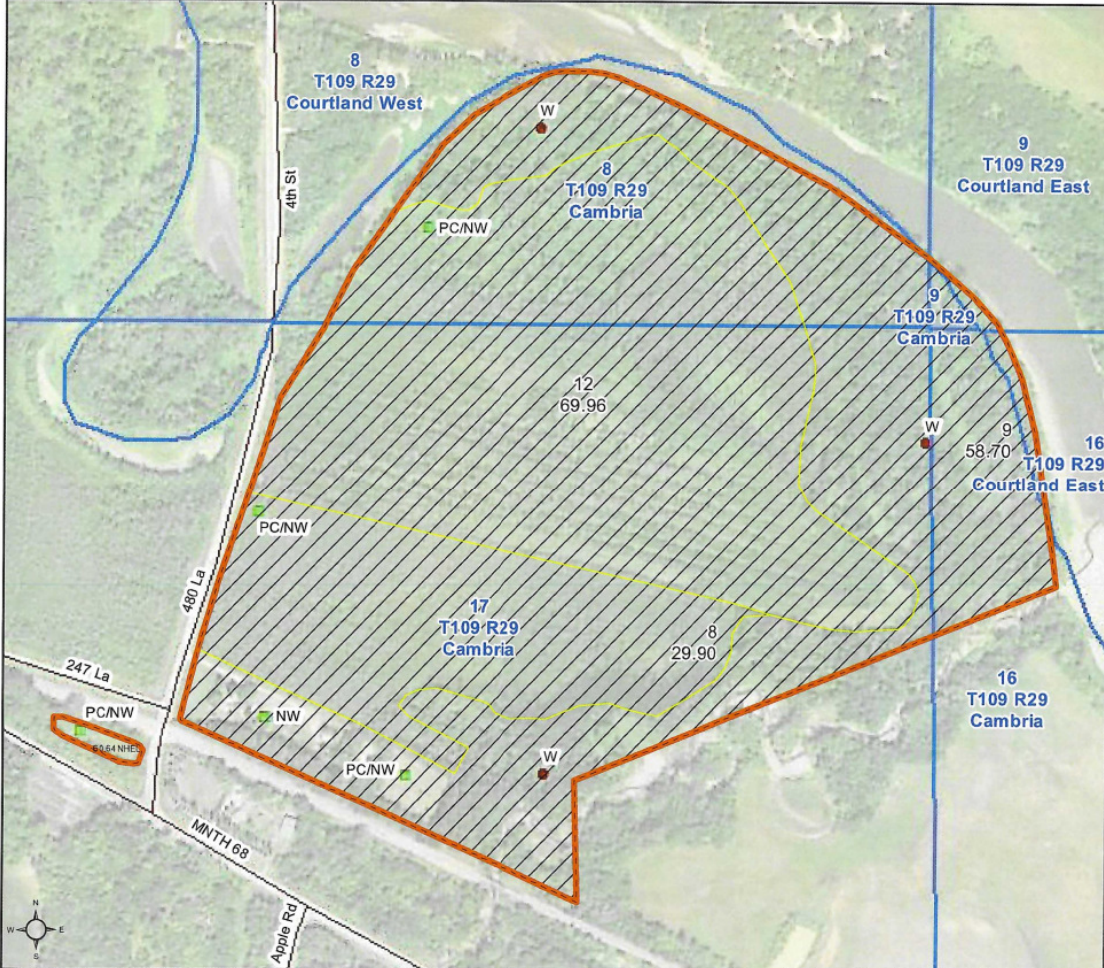 8
T109 R29
Courtland West
W
9
T109 R29
Courtland East
4th St
8
T109 R29
Cambria
PC/NW
9
T109 R29
Cambria
12
69.96
W
9
58.70
16
T109 R29
Courtland East
PC/NW
480 La
17
T109 R29
Cambria
8
29.90
247 La
16
T109 R29
Cambria
PC/NW
NW
NHEL
W
PC/NW
MNTH 68
Apple Rd
N
W
E
S